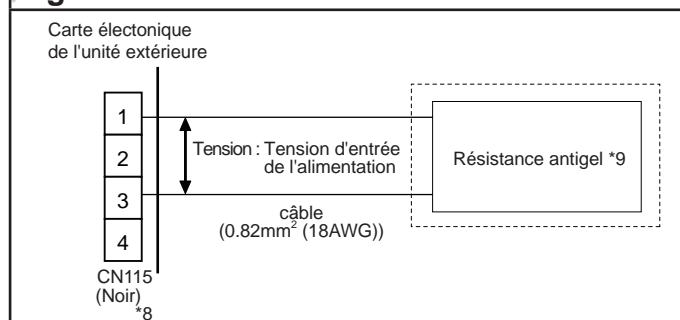 Carte électonique
de l'unité extérieure
1
2
3
4
Tension : Tension d'entrée
de l'alimentation
Résistance antigel *9
câble
(0.82mm² (18AWG))
CN115
(Noir)
*8